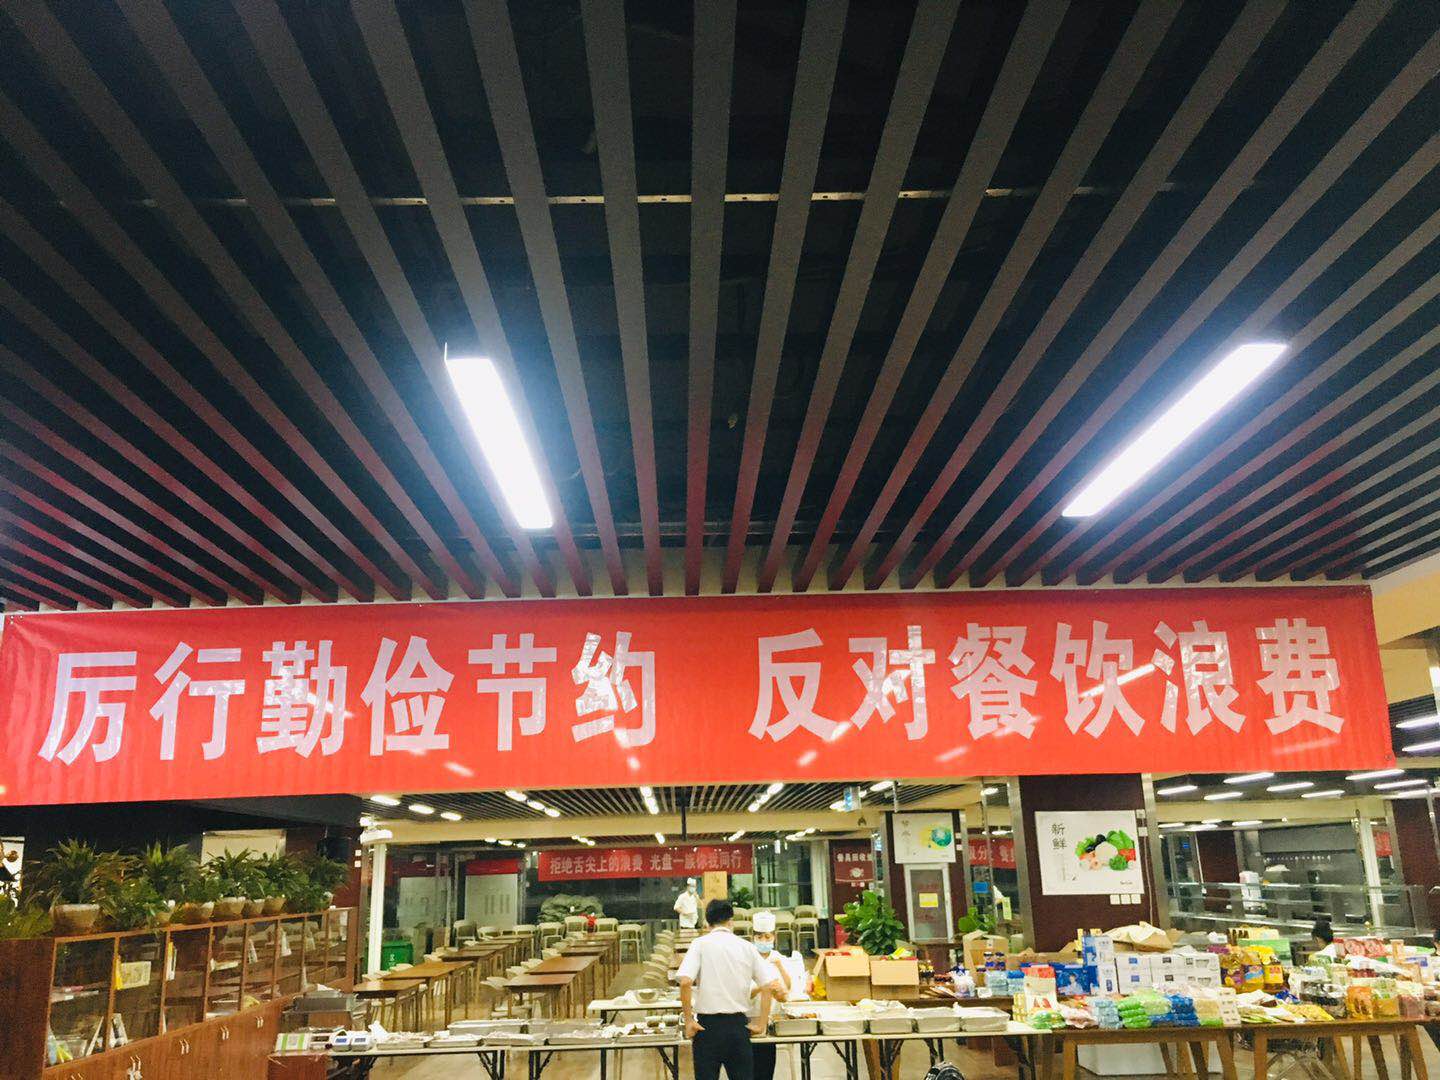 厉行勤俭节约 反对餐饮浪费
拒绝舌尖上的浪费 光盘一族你我同行
新鲜